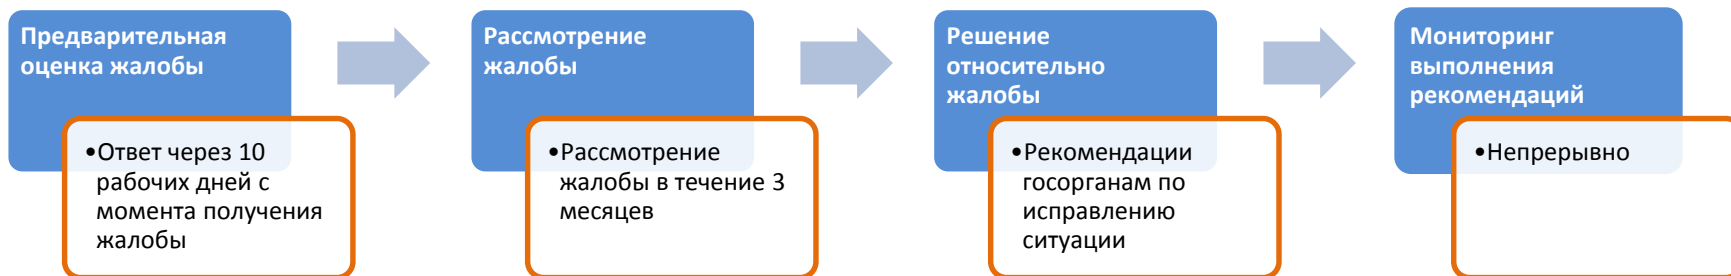 Предварительная
оценка жалобы
•Ответ через 10
рабочих дней с
момента получения
жалобы
Рассмотрение
жалобы
•Рассмотрение
жалобы в течение 3
месяцев
Решение
относительно
жалобы
•Рекомендации
госорганам по
исправлению
ситуации
Мониторинг
выполнения
рекомендаций
•Непрерывно